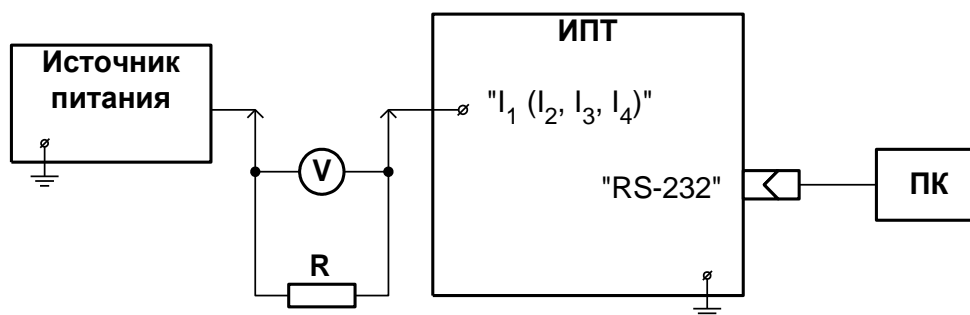 Источник
питания
ИПТ
"I₁ (I₂, I₃, I₄)"
V
"RS-232"
ПК
R